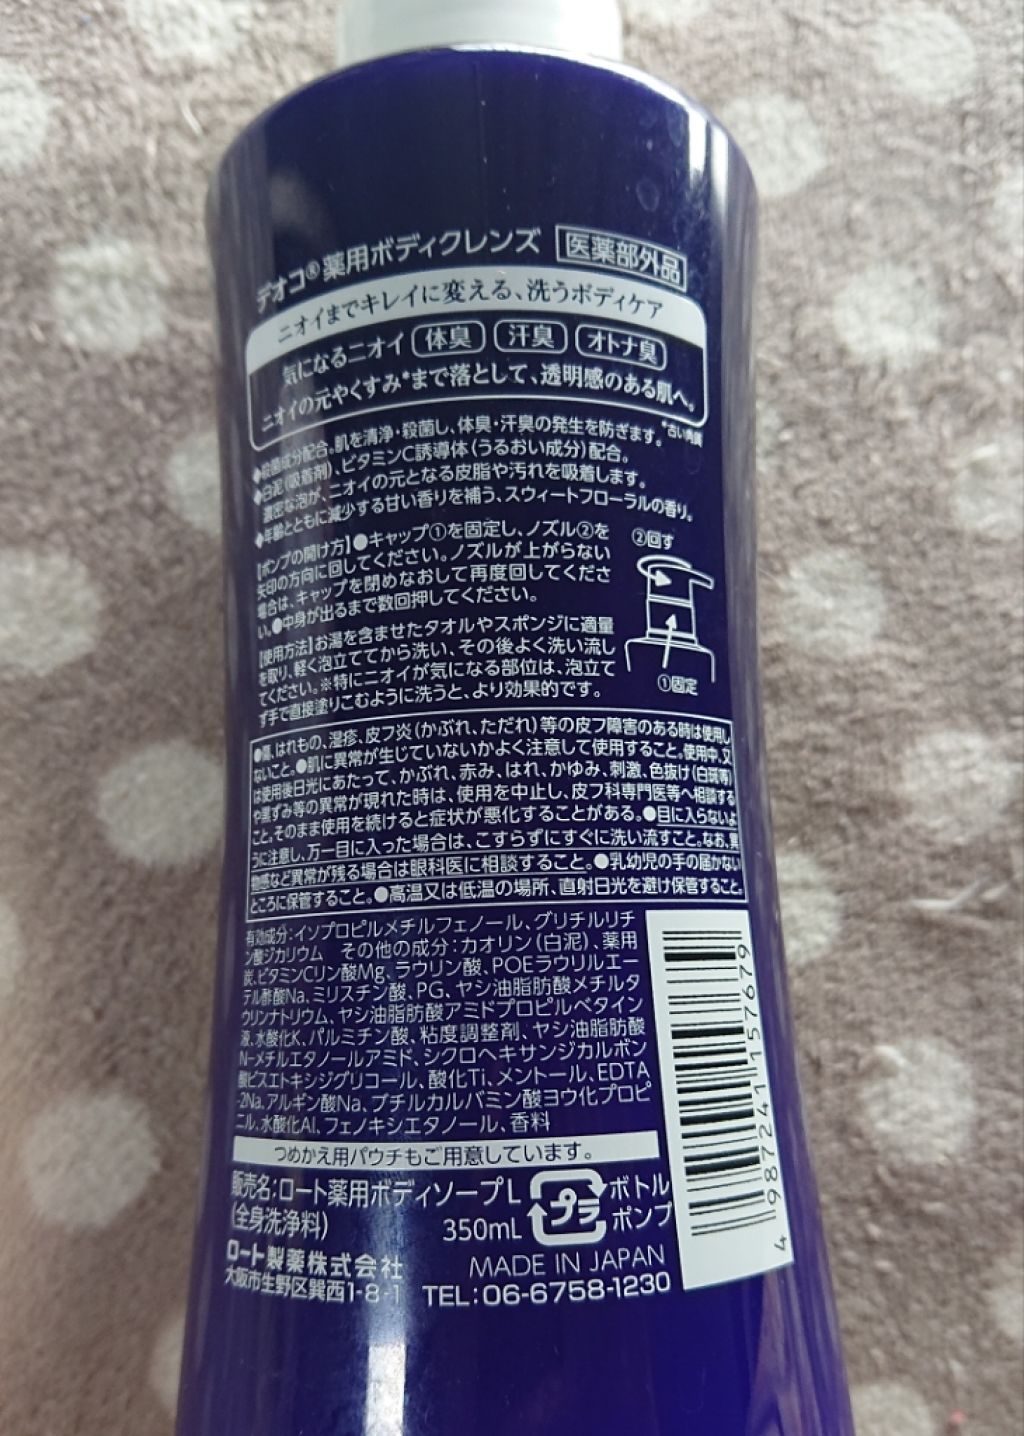 デオコ®薬用ボディクレンズ 医薬部外品
ニオイまでキレイに変える、洗うボディケア
気になるニオイ 体臭 汗臭 オトナ臭
ニオイの元やくすみ*まで落として、透明感のある肌へ。
*古い角質
◆殺菌成分配合。肌を清浄・殺菌し、体臭・汗臭の発生を防ぎます。
◆白泥(吸着剤)、ビタミンC誘導体(うるおい成分)配合。
濃密な泡が、ニオイの元となる皮脂や汚れを吸着します。
◆年齢とともに減少する甘い香りを補う、スウィートフローラルの香り。
【ポンプの開け方】●キャップ①を固定し、ノズル②を
矢印の方向に回してください。ノズルが上がらない
場合は、キャップを閉めなおして再度回してくださ
い。●中身が出るまで数回押してください。
②回す
①固定
【使用方法】お湯を含ませたタオルやスポンジに適量
を取り、軽く泡立ててから洗い、その後よく洗い流し
てください。※特にニオイが気になる部位は、泡立て
ず手で直接塗りこむように洗うと、より効果的です。
●傷、はれもの、湿疹、皮フ炎(かぶれ、ただれ)等の皮フ障害のある時は使用し
ないこと。●肌に異常が生じていないかよく注意して使用すること。使用中、又
は使用後日光にあたって、かぶれ、赤み、はれ、かゆみ、刺激、色抜け(白斑等)
や黒ずみ等の異常が現れた時は、使用を中止し、皮フ科専門医等へ相談する
こと。そのまま使用を続けると症状が悪化することがある。●目に入らないよ
うに注意し、万一目に入った場合は、こすらずにすぐに洗い流すこと。なお、異
物感など異常が残る場合は眼科医に相談すること。●乳幼児の手の届かない
ところに保管すること。●高温又は低温の場所、直射日光を避け保管すること。
有効成分:イソプロピルメチルフェノール、グリチルリチ
ン酸ジカリウム その他の成分:カオリン(白泥)、薬用
炭、ビタミンCリン酸Mg、ラウリン酸、POEラウリルエー
テル酢酸Na、ミリスチン酸、PG、ヤシ油脂肪酸メチルタ
ウリンナトリウム、ヤシ油脂肪酸アミドプロピルベタイン
液、水酸化K、パルミチン酸、粘度調整剤、ヤシ油脂肪酸
N-メチルエタノールアミド、シクロヘキサンジカルボン
酸ビスエトキシジグリコール、酸化Ti、メントール、EDTA
-2Na、アルギン酸Na、ブチルカルバミン酸ヨウ化プロピ
ニル、水酸化Al、フェノキシエタノール、香料
つめかえ用パウチもご用意しています。
販売名:ロート薬用ボディソープL
(全身洗浄料) 350mL
プラ
ボトル
ポンプ
ロート製薬株式会社 MADE IN JAPAN
大阪市生野区巽西1-8-1 TEL:06-6758-1230
4 987241 157679